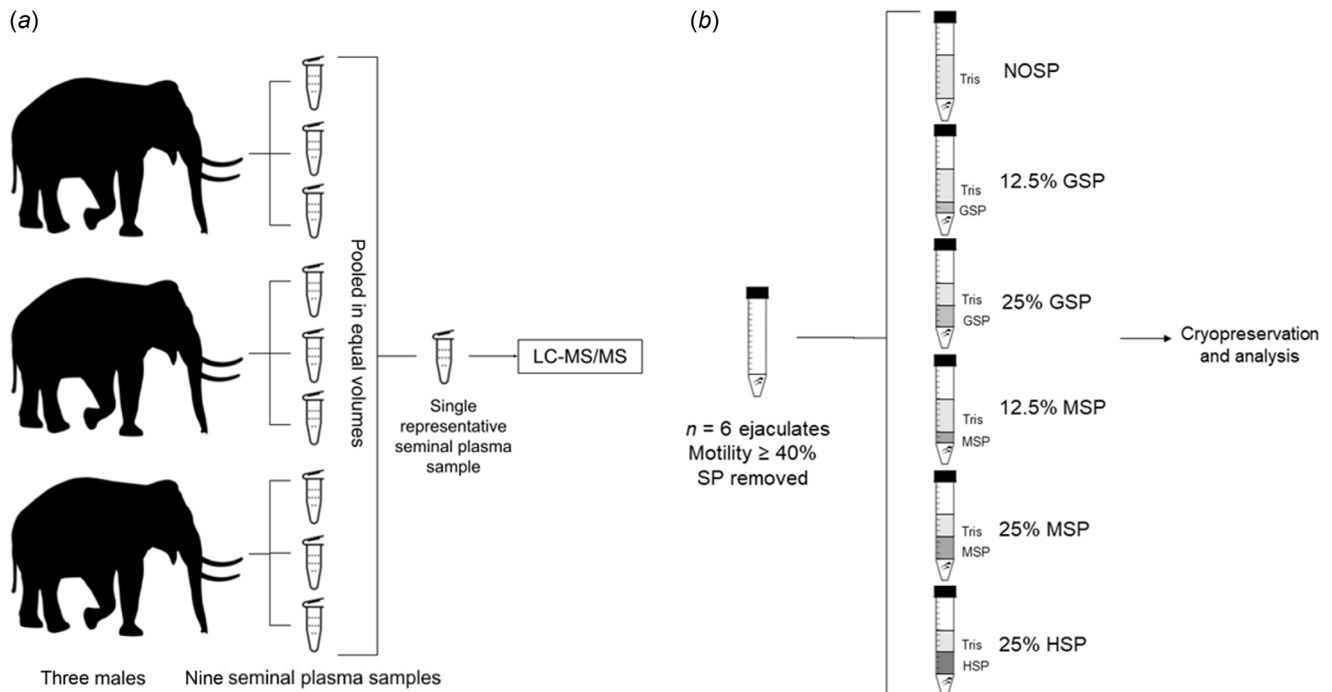 (a)
Pooled in equal volumes
Single
representative
seminal plasma
sample
LC-MS/MS
Three males
Nine seminal plasma samples
(b)
n = 6 ejaculates
Motility ≥ 40%
SP removed
Tris
NOSP
Tris
GSP
12.5% GSP
Tris
GSP
25% GSP
Tris
MSP
12.5% MSP
Tris
MSP
25% MSP
Tris
HSP
25% HSP
Cryopreservation
and analysis